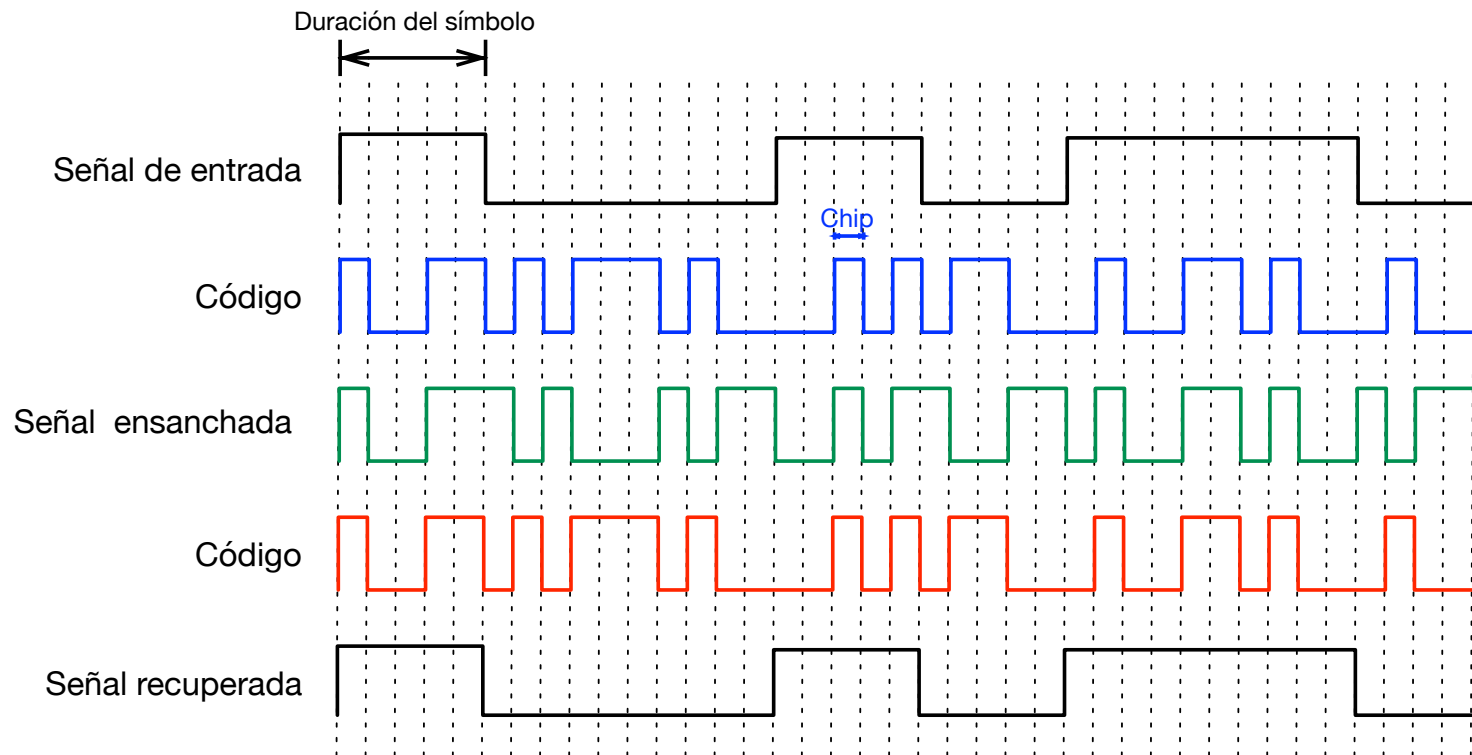 Duración del símbolo
Señal de entrada
Chip
Código
Señal ensanchada
Código
Señal recuperada